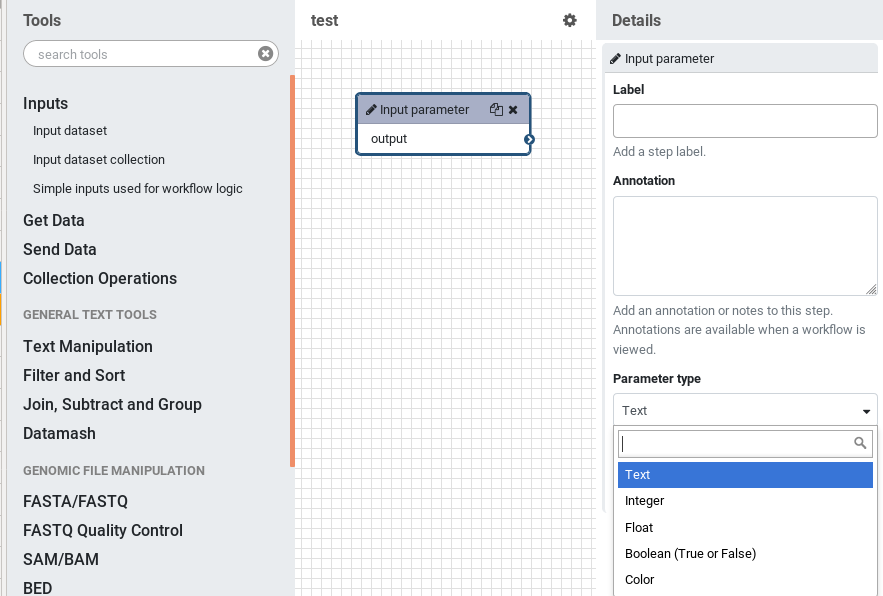 Tools
search tools
Inputs
Input dataset
Input dataset collection
Simple inputs used for workflow logic
Get Data
Send Data
Collection Operations
GENERAL TEXT TOOLS
Text Manipulation
Filter and Sort
Join, Subtract and Group
Datamash
GENOMIC FILE MANIPULATION
FASTA/FASTQ
FASTQ Quality Control
SAM/BAM
BED
test
Input parameter
output
Details
Input parameter
Label
Add a step label.
Annotation
Add an annotation or notes to this step.
Annotations are available when a workflow is
viewed.
Parameter type
Text
Text
Integer
Float
Boolean (True or False)
Color